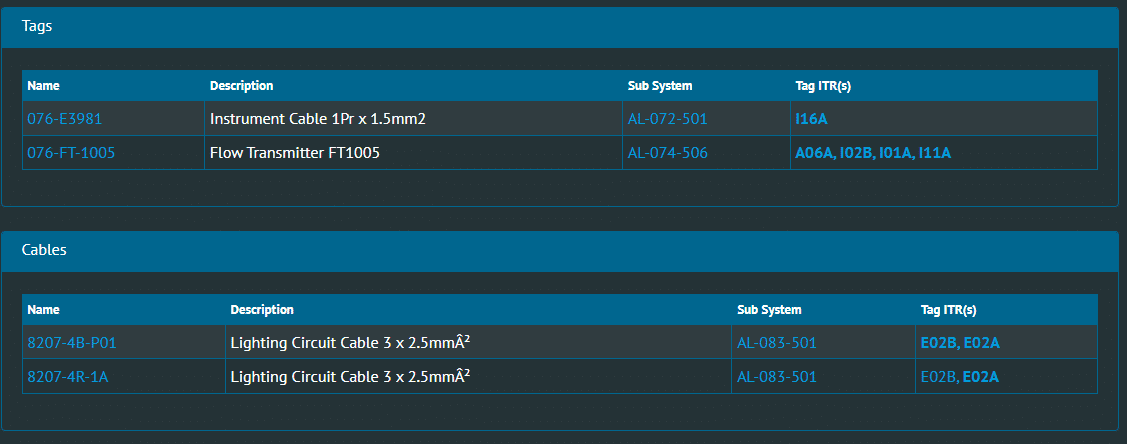 Tags
Name Description Sub System Tag ITR(s)
076-E3981 Instrument Cable 1Pr x 1.5mm2 AL-072-501 I16A
076-FT-1005 Flow Transmitter FT1005 AL-074-506 A06A, I02B, I01A, I11A
Cables
Name Description Sub System Tag ITR(s)
8207-4B-P01 Lighting Circuit Cable 3 x 2.5mmÂ² AL-083-501 E02B, E02A
8207-4R-1A Lighting Circuit Cable 3 x 2.5mmÂ² AL-083-501 E02B, E02A